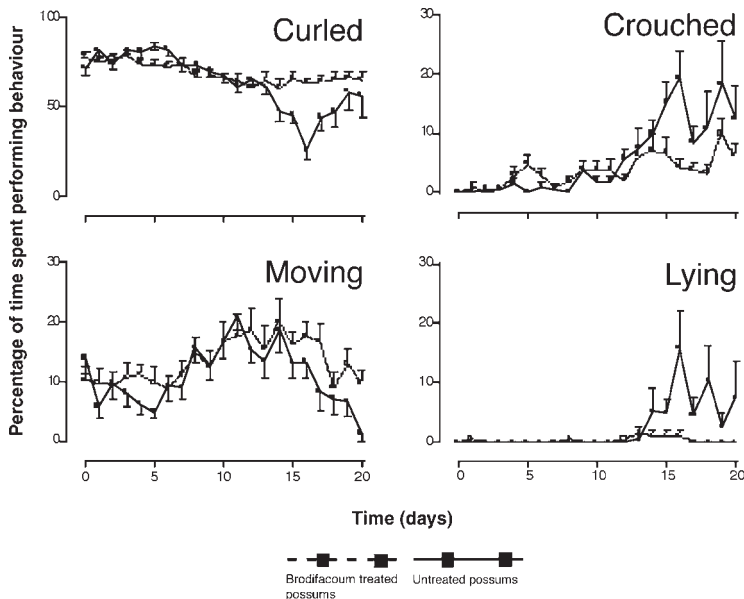 Percentage of time spent performing behaviour
Curled
100
50
0
Crouched
30
20
10
0
Moving
30
20
10
0
0 5 10 15 20
Lying
30
20
10
0
0 5 10 15 20
Time (days)
Brodifacoum treated possums
Untreated possums